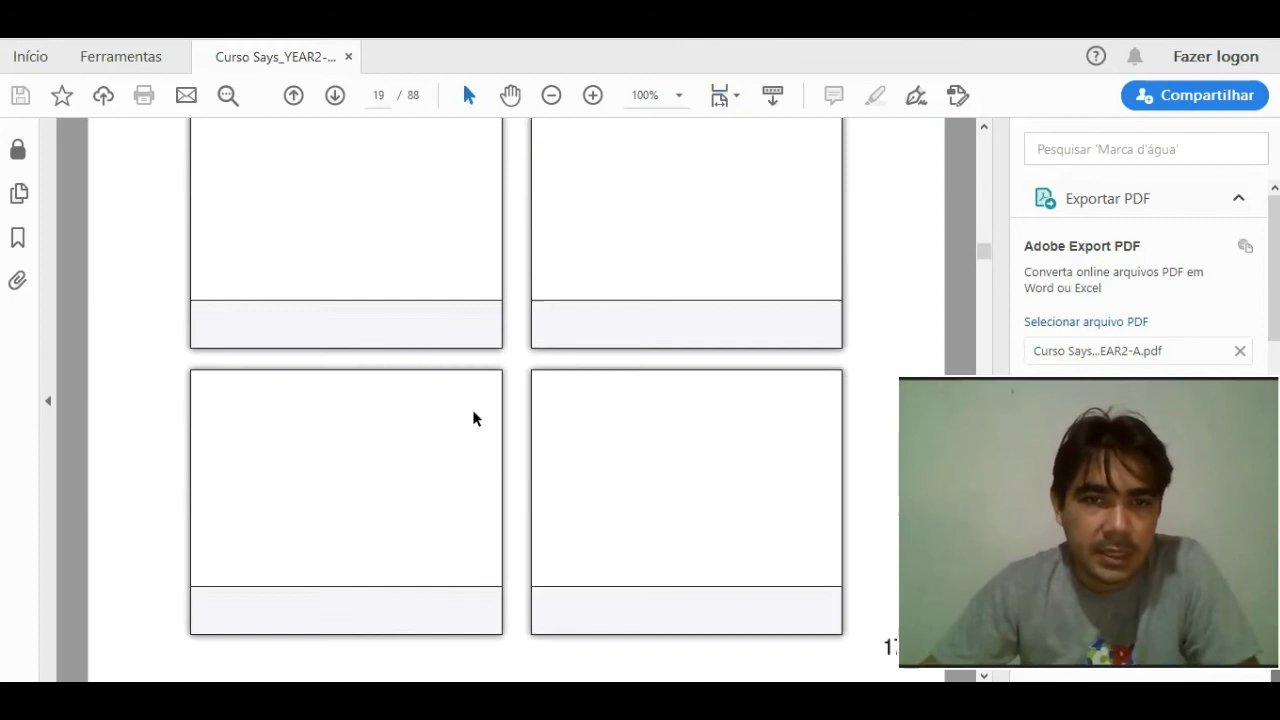 Início Ferramentas Curso Says_YEAR2-... ×
Fazer logon
19 / 88
100%
Compartilhar
Pesquisar 'Marca d'água'
Exportar PDF
Adobe Export PDF
Converta online arquivos PDF em
Word ou Excel
Selecionar arquivo PDF
Curso Says...EAR2-A.pdf